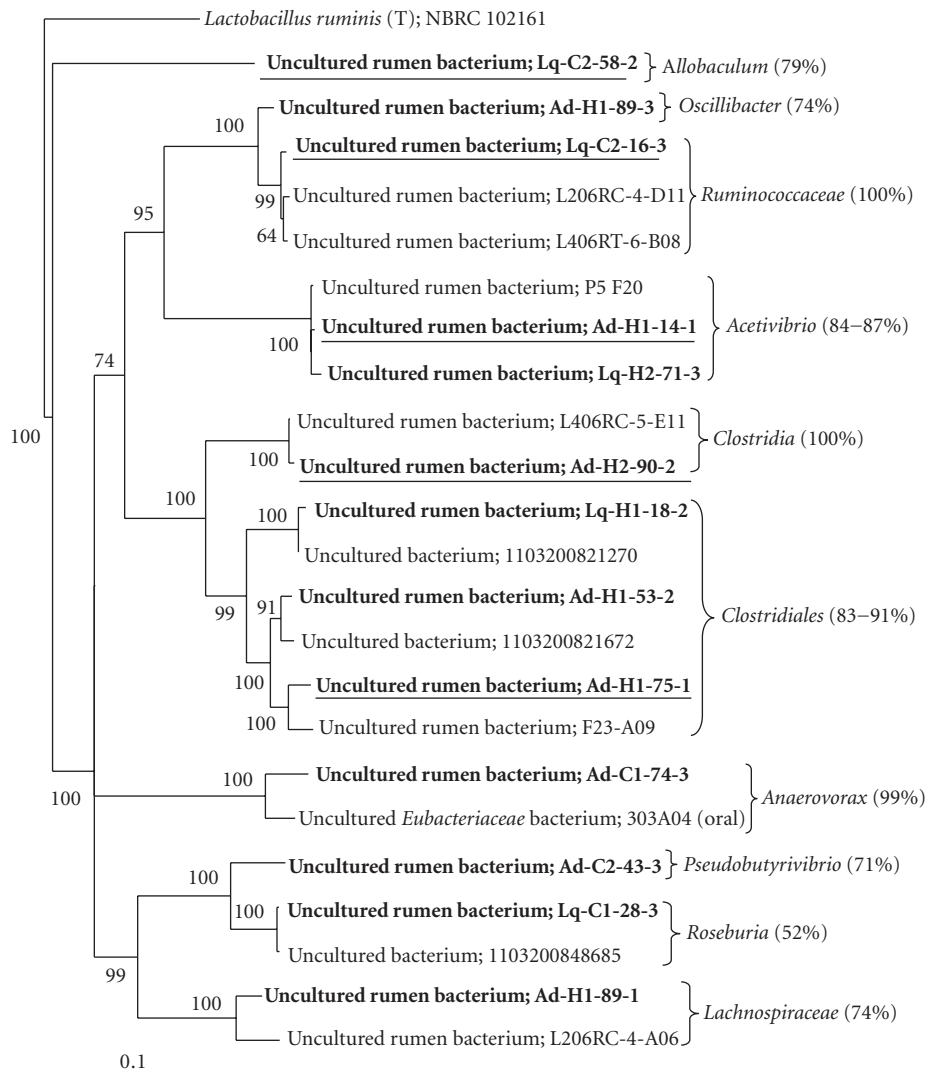 Lactobacillus ruminis (T); NBRC 102161
Uncultured rumen bacterium; Lq-C2-58-2
Allobaculum (79%)
Uncultured rumen bacterium; Ad-H1-89-3
Oscillibacter (74%)
100
Uncultured rumen bacterium; Lq-C2-16-3
99
Uncultured rumen bacterium; L206RC-4-D11
Ruminococcaceae (100%)
95
64
Uncultured rumen bacterium; L406RT-6-B08
Uncultured rumen bacterium; P5 F20
Uncultured rumen bacterium; Ad-H1-14-1
Acetivibrio (84–87%)
100
74
Uncultured rumen bacterium; Lq-H2-71-3
Uncultured rumen bacterium; L406RC-5-E11
100
Clostridia (100%)
100
Uncultured rumen bacterium; Ad-H2-90-2
100
Uncultured rumen bacterium; Lq-H1-18-2
100
Uncultured bacterium; 1103200821270
Uncultured rumen bacterium; Ad-H1-53-2
99
91
Clostridiales (83–91%)
Uncultured bacterium; 1103200821672
100
Uncultured rumen bacterium; Ad-H1-75-1
100
Uncultured rumen bacterium; F23-A09
100
Uncultured rumen bacterium; Ad-C1-74-3
100
Anaerovorax (99%)
Uncultured Eubacteriaceae bacterium; 303A04 (oral)
Uncultured rumen bacterium; Ad-C2-43-3
Pseudobutyrivibrio (71%)
100
Uncultured rumen bacterium; Lq-C1-28-3
100
Roseburia (52%)
Uncultured bacterium; 1103200848685
99
Uncultured rumen bacterium; Ad-H1-89-1
100
Lachnospiraceae (74%)
Uncultured rumen bacterium; L206RC-4-A06
0.1